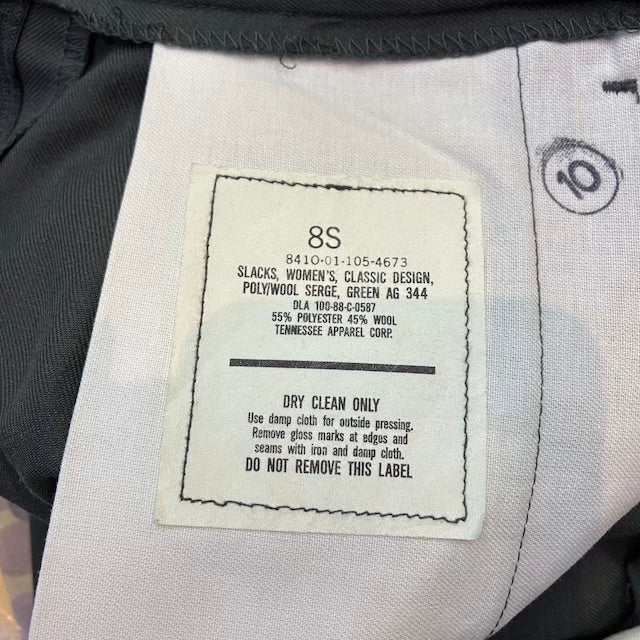 10
8S
8410-01-105-4673
SLACKS, WOMEN'S, CLASSIC DESIGN,
POLY/WOOL SERGE, GREEN AG 344
DLA 100-88-C-0587
55% POLYESTER 45% WOOL
TENNESSEE APPAREL CORP.
DRY CLEAN ONLY
Use damp cloth for outside pressing.
Remove gloss marks at edges and
seams with iron and damp cloth.
DO NOT REMOVE THIS LABEL